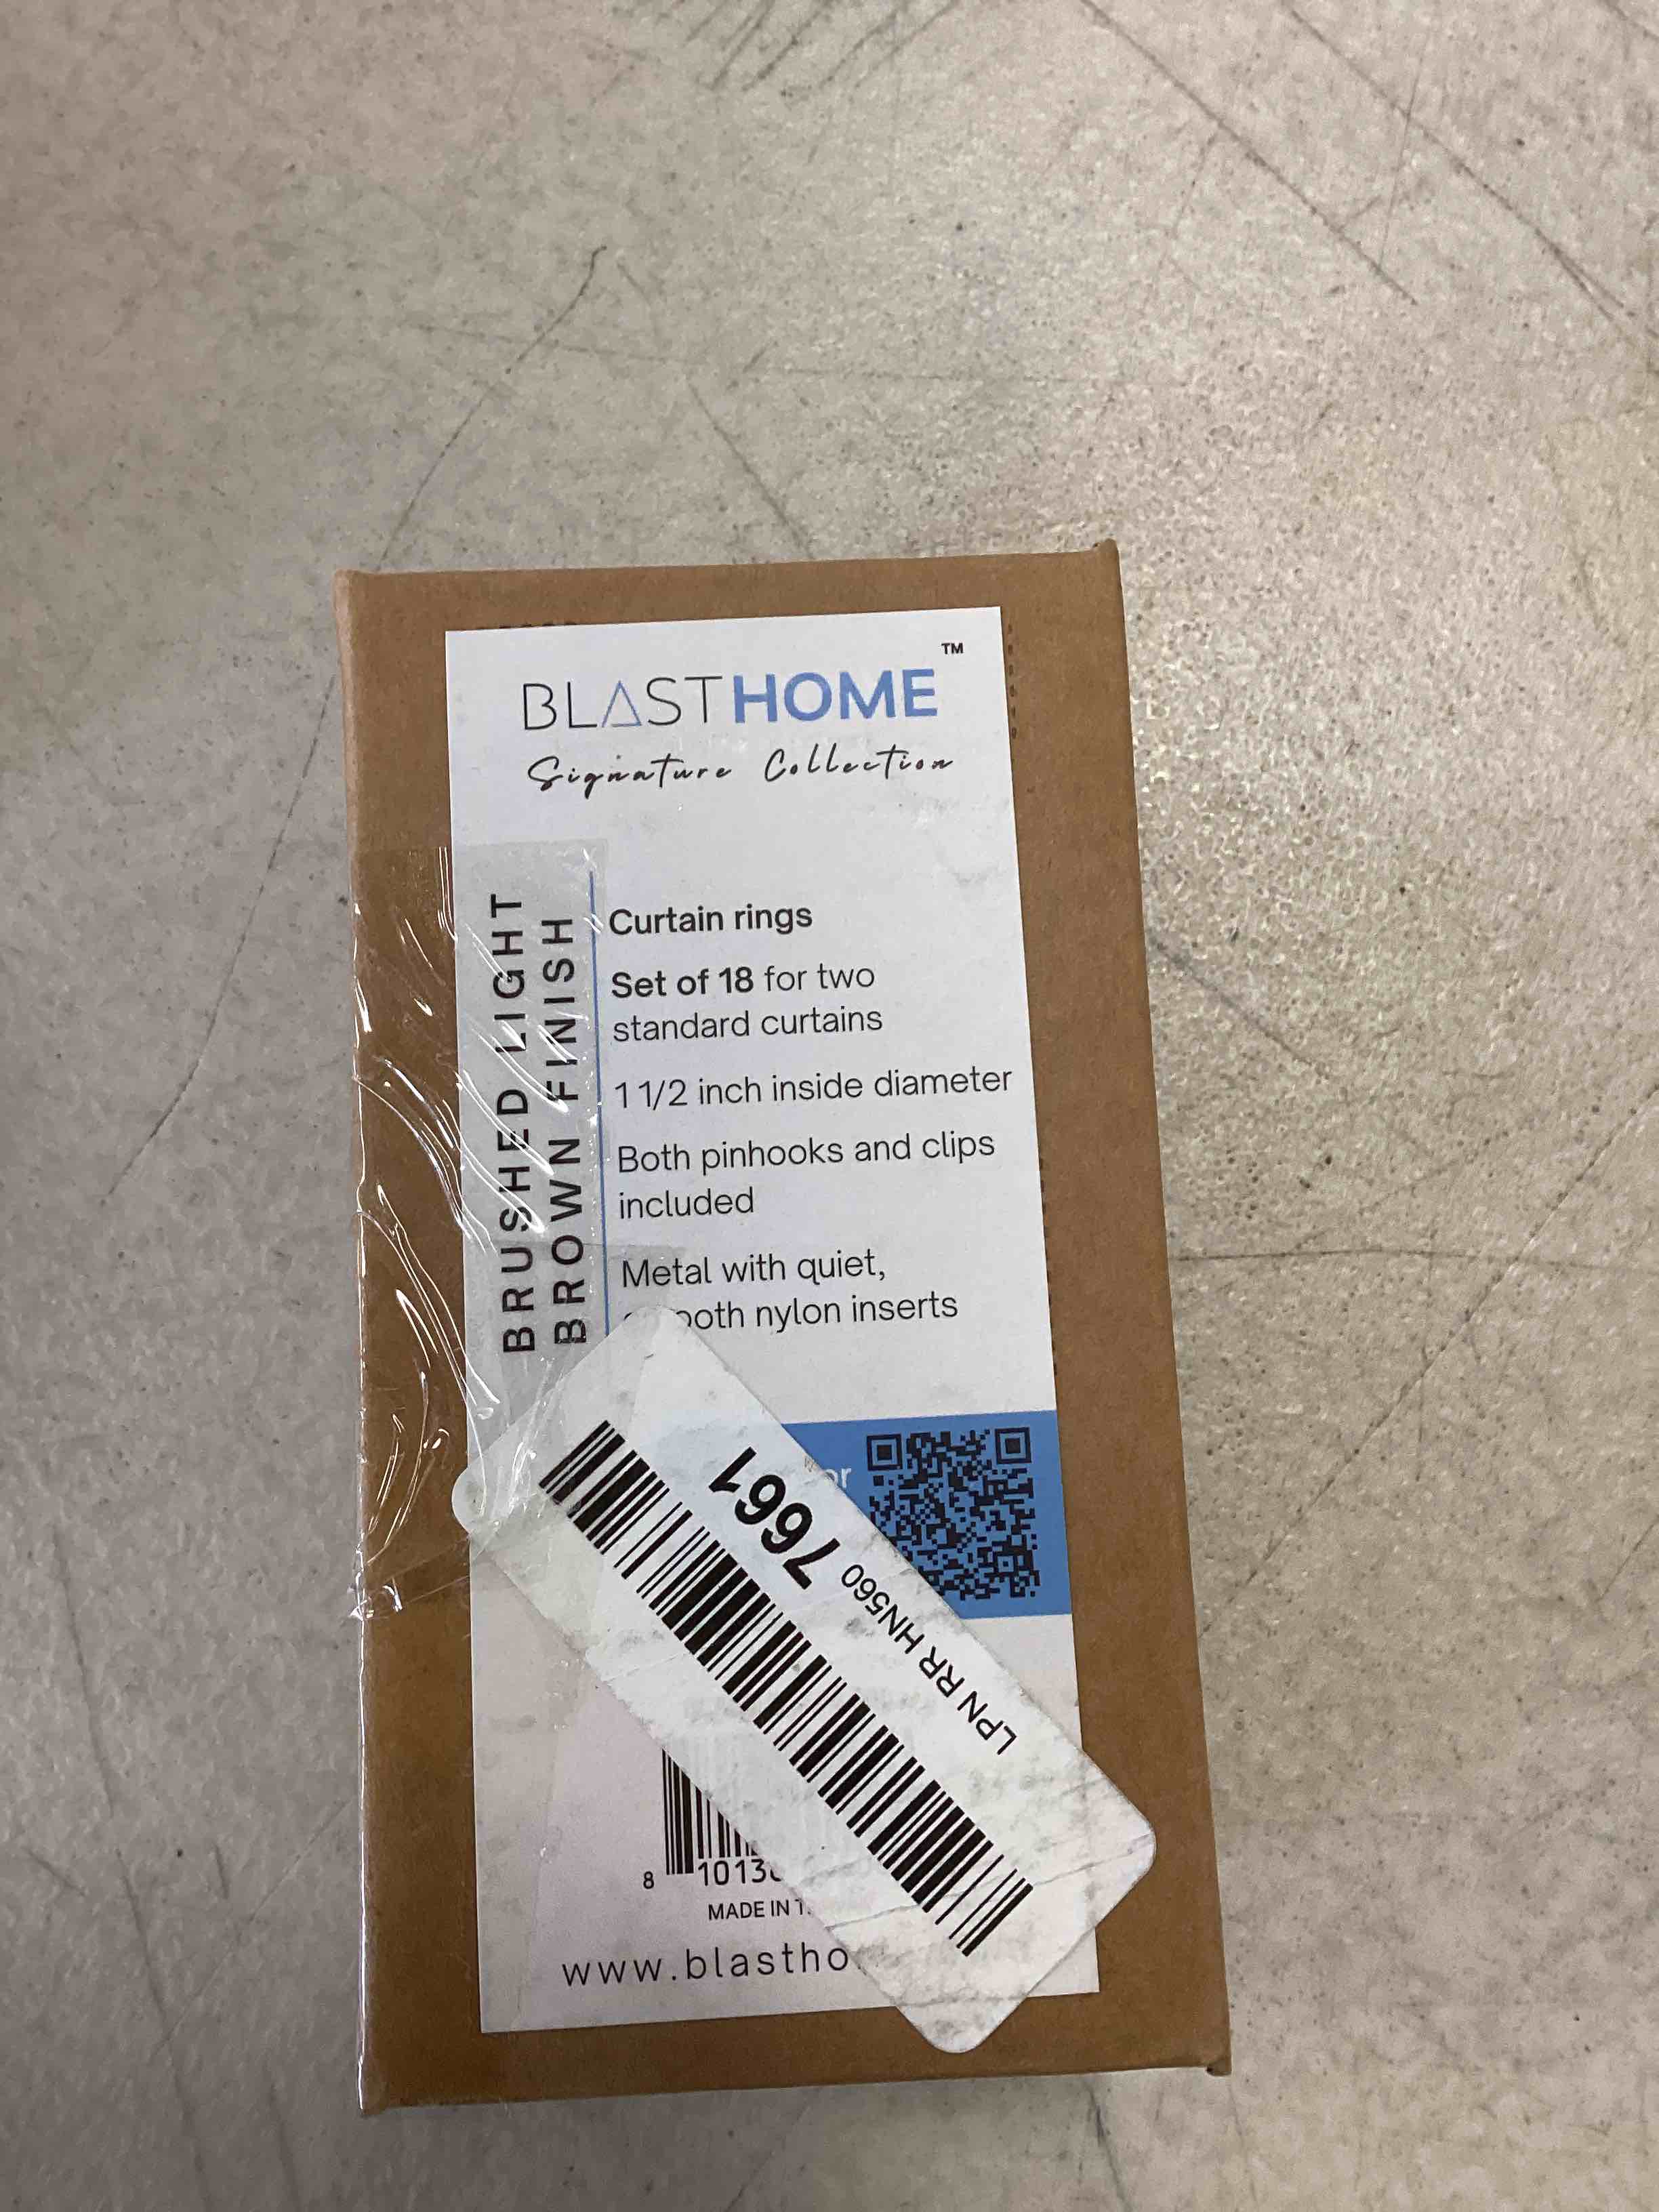 BLASTHOME™
Signature Collection
BRUSHED LIGHT
BROWN FINISH
Curtain rings
Set of 18 for two
standard curtains
1 1/2 inch inside diameter
Both pinhooks and clips
included
Metal with quiet,
nylon inserts
7661
LPN RR HN560
8
MADE IN